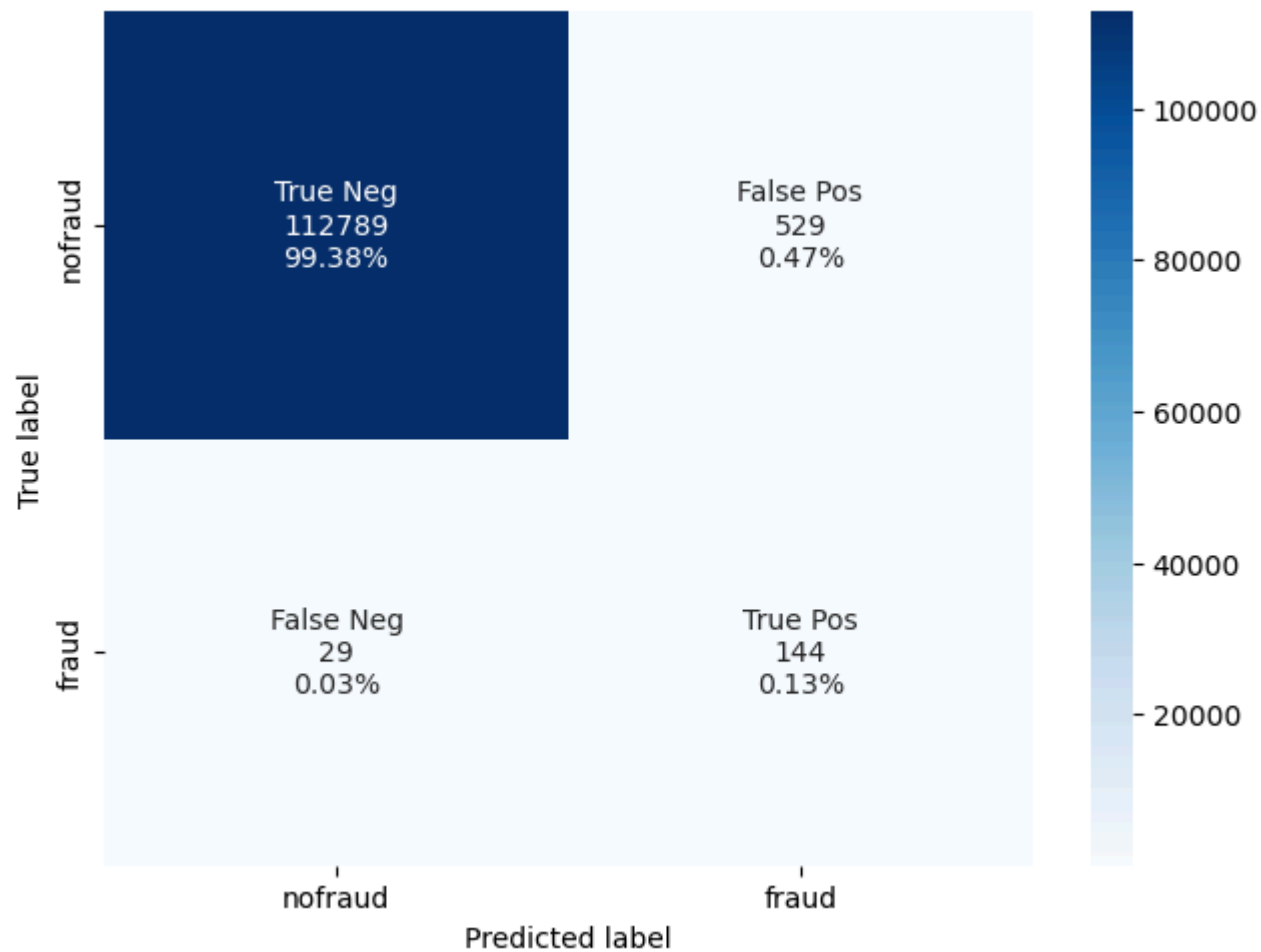 True Neg
112789
99.38%
False Pos
529
0.47%
False Neg
29
0.03%
True Pos
144
0.13%
nofraud
fraud
True label
nofraud
fraud
Predicted label
100000
80000
60000
40000
20000